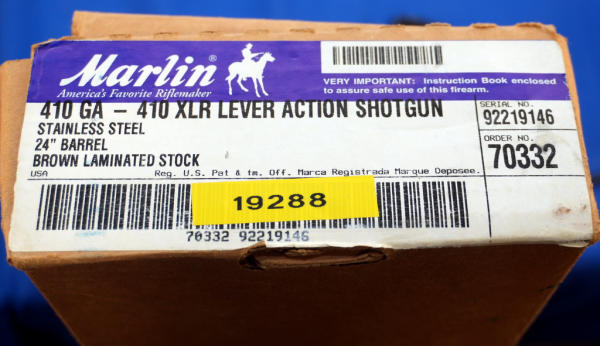 Marlin®
America's Favorite Riflemaker
VERY IMPORTANT: Instruction Book enclosed
to assure safe use of this firearm.
410 GA – 410 XLR LEVER ACTION SHOTGUN
STAINLESS STEEL
24" BARREL
BROWN LAMINATED STOCK
SERIAL NO.
92219146
ORDER NO.
70332
USA
Reg. U.S. Pat & tm. Off. Marca Registrada Marque Deposee.
19288
70332 92219146